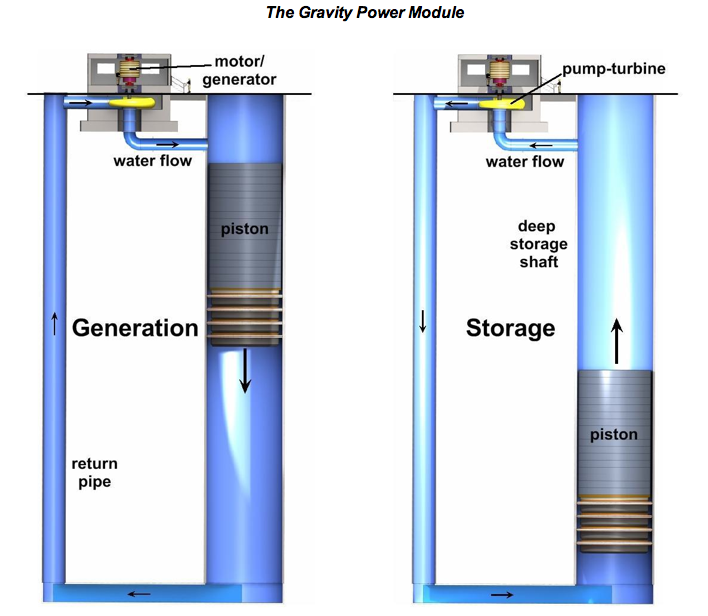 The Gravity Power Module
motor/
generator
pump-turbine
water flow
water flow
piston
deep
storage
shaft
Generation
Storage
piston
return
pipe